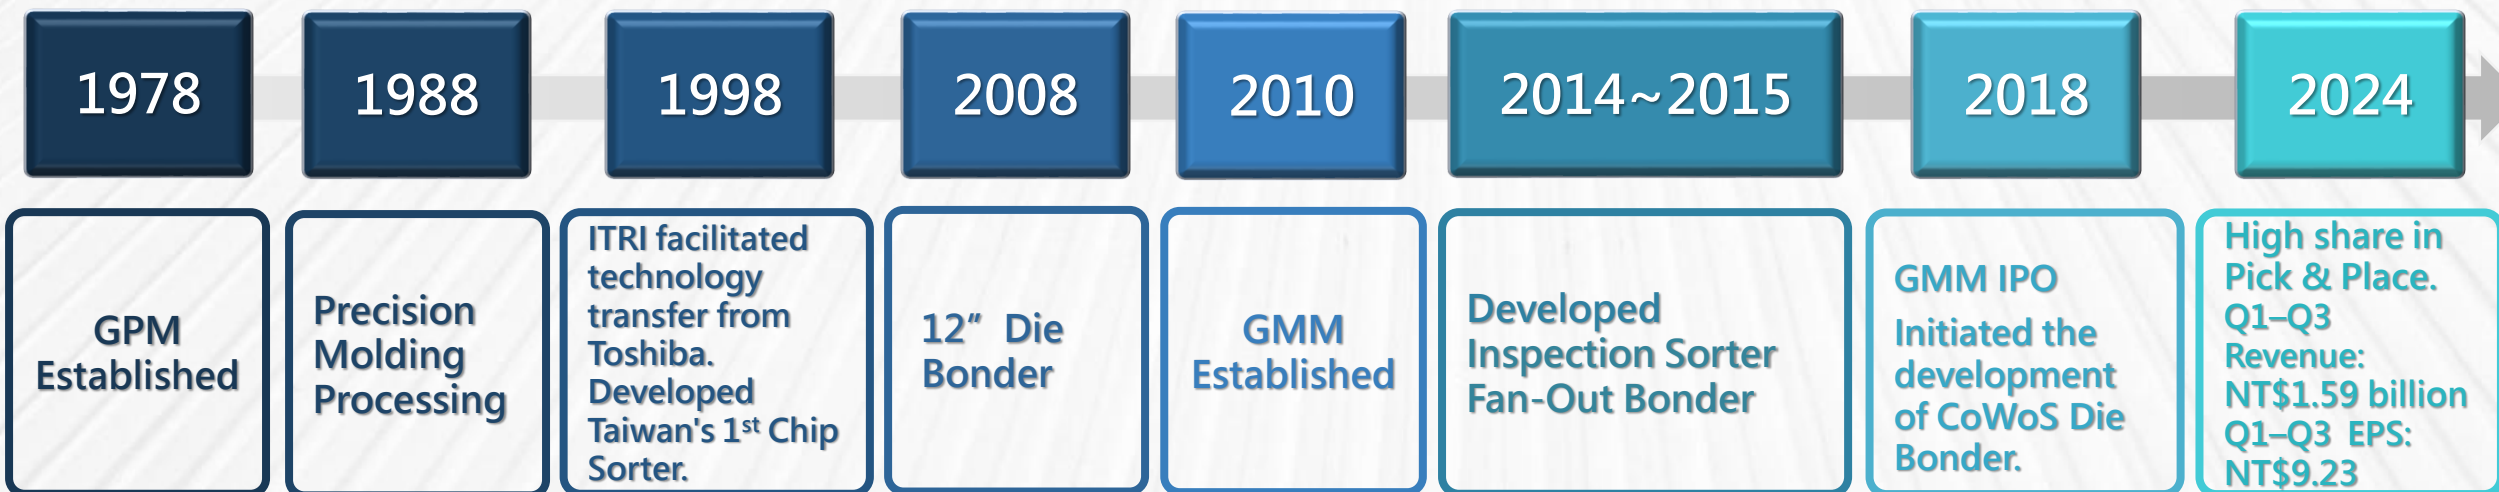 1978
1988
1998
2008
2010
2014~2015
2018
2024
GPM
Established
Precision
Molding
Processing
ITRI facilitated
technology
transfer from
Toshiba.
Developed
Taiwan's 1st Chip
Sorter.
12” Die
Bonder
GMM
Established
Developed
Inspection Sorter
Fan-Out Bonder
GMM IPO
Initiated the
development
of CoWoS Die
Bonder.
High share in
Pick & Place.
Q1–Q3
Revenue:
NT$1.59 billion
Q1–Q3 EPS:
NT$9.23